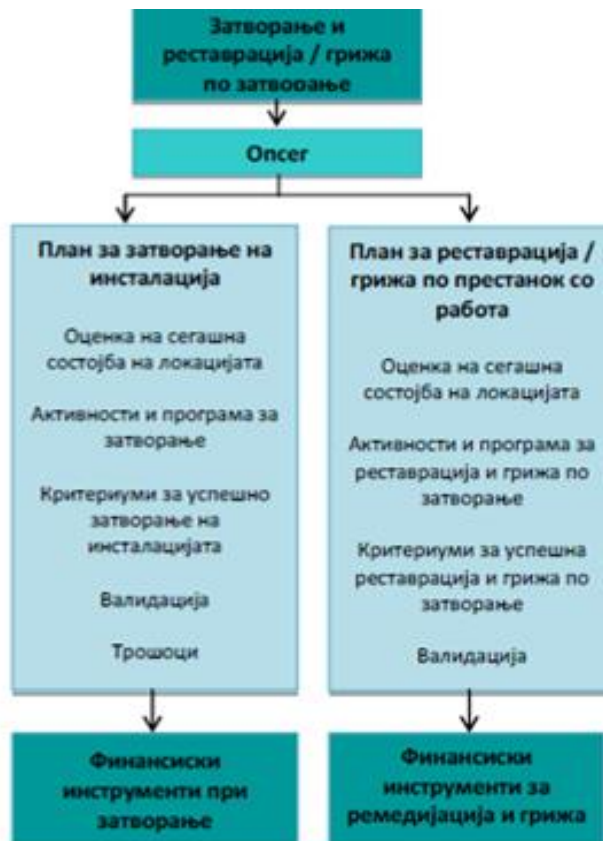 Затворање и
реставрација / грижа
по затворање
Опсег
План за затворање на
инсталација
Оценка на сегашна
состојба на локацијата
Активности и програма за
затворање
Критериуми за успешно
затворање на
инсталацијата
Валидација
Трошоци
План за реставрација /
грижа по престанок со
работа
Оценка на сегашна
состојба на локацијата
Активности и програма за
реставрација и грижа по
затворање
Критериуми за успешна
реставрација и грижа по
затворање
Валидација
Финансиски
инструменти при
затворање
Финансиски
инструменти за
ремедијација и грижа